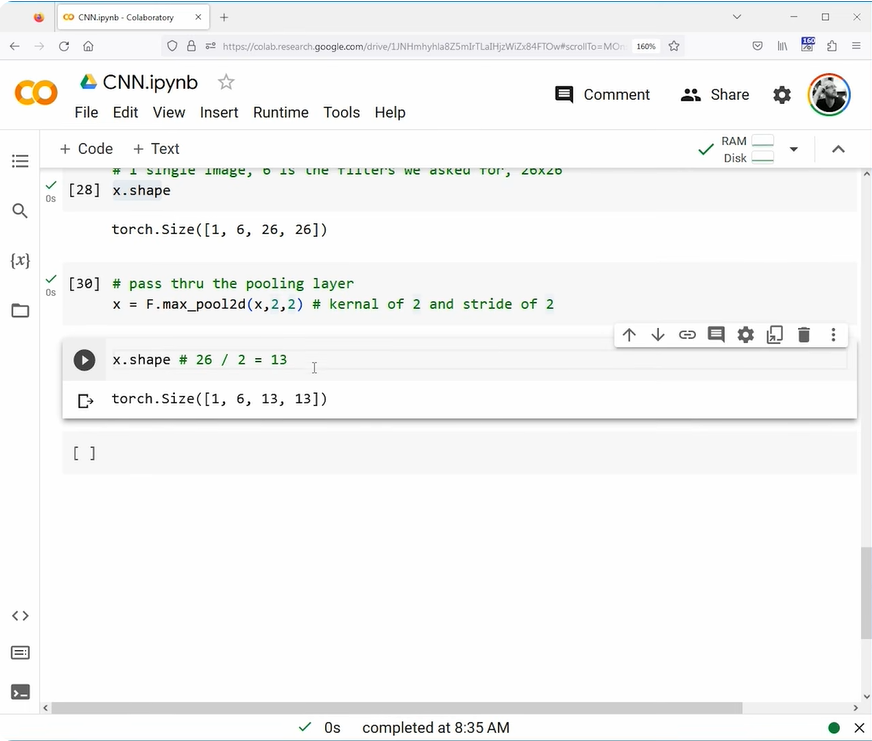 CNN.ipynb - Colaboratory
https://colab.research.google.com/drive/1JNHmhyhla8Z5mIrTLaIHjzWiZx84FTOw#scrollTo=MO
160%
160
CNN.ipynb
Comment
Share
File Edit View Insert Runtime Tools Help
+ Code + Text
RAM
Disk
# 1 single image, 6 is the filters we asked for, 26x26
0s
[28] x.shape
torch.Size([1, 6, 26, 26])
[30] # pass thru the pooling layer
0s
x = F.max_pool2d(x,2,2) # kernal of 2 and stride of 2
x.shape # 26 / 2 = 13
torch.Size([1, 6, 13, 13])
[ ]
{x}
0s completed at 8:35 AM